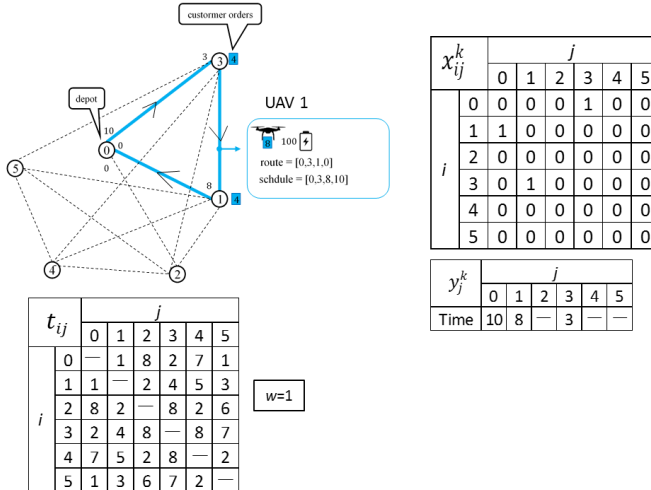 custormer orders
3
3
4
depot
UAV 1
10
0
0
0
8
100
route = [0,3,1,0]
schdule = [0,3,8,10]
5
8
1
4
4
2
x_{ij}^k j
0 1 2 3 4 5
0 0 0 0 1 0 0
1 1 0 0 0 0 0
i 2 0 0 0 0 0 0
3 0 1 0 0 0 0
4 0 0 0 0 0 0
5 0 0 0 0 0 0
y_j^k j
0 1 2 3 4 5
Time 10 8 — 3 — —
t_{ij} j
0 1 2 3 4 5
0 — 1 8 2 7 1
1 1 — 2 4 5 3
2 8 2 — 8 2 6
i 3 2 4 8 — 8 7
4 7 5 2 8 — 2
5 1 3 6 7 2 —
w=1